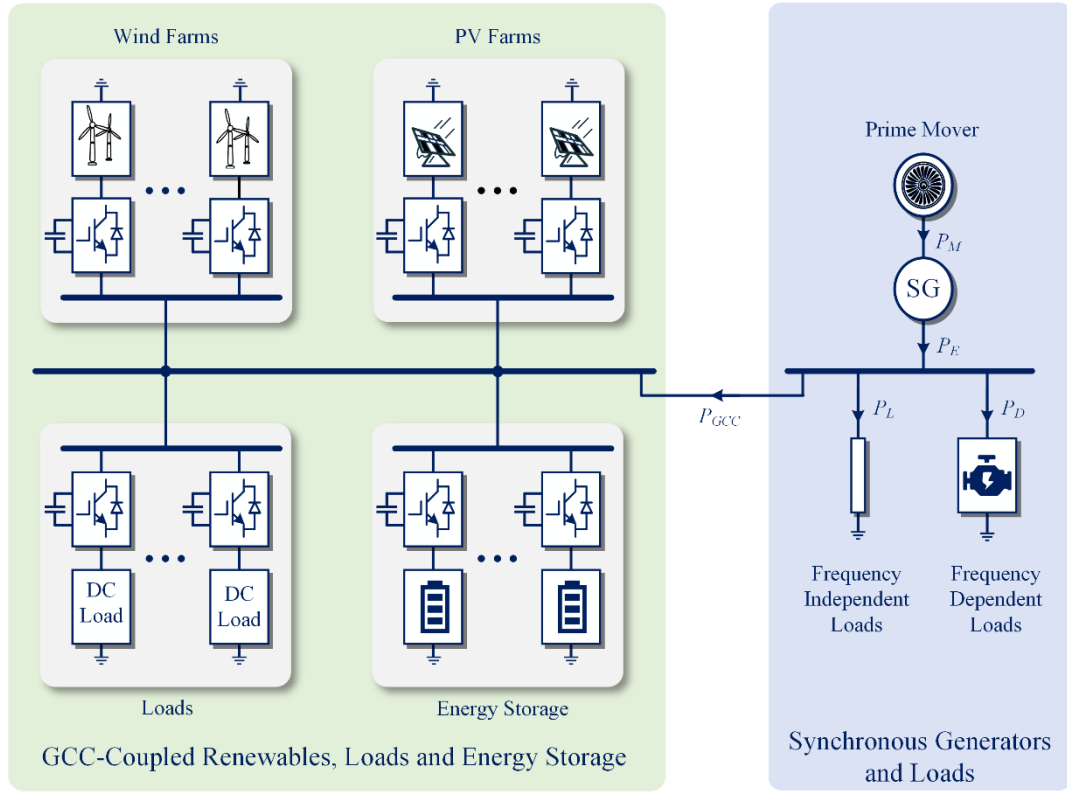 Wind Farms
PV Farms
Prime Mover
P_M
SG
P_E
P_GCC
P_L
P_D
DC
Load
DC
Load
Frequency
Independent
Loads
Frequency
Dependent
Loads
Loads
Energy Storage
GCC-Coupled Renewables, Loads and Energy Storage
Synchronous Generators
and Loads